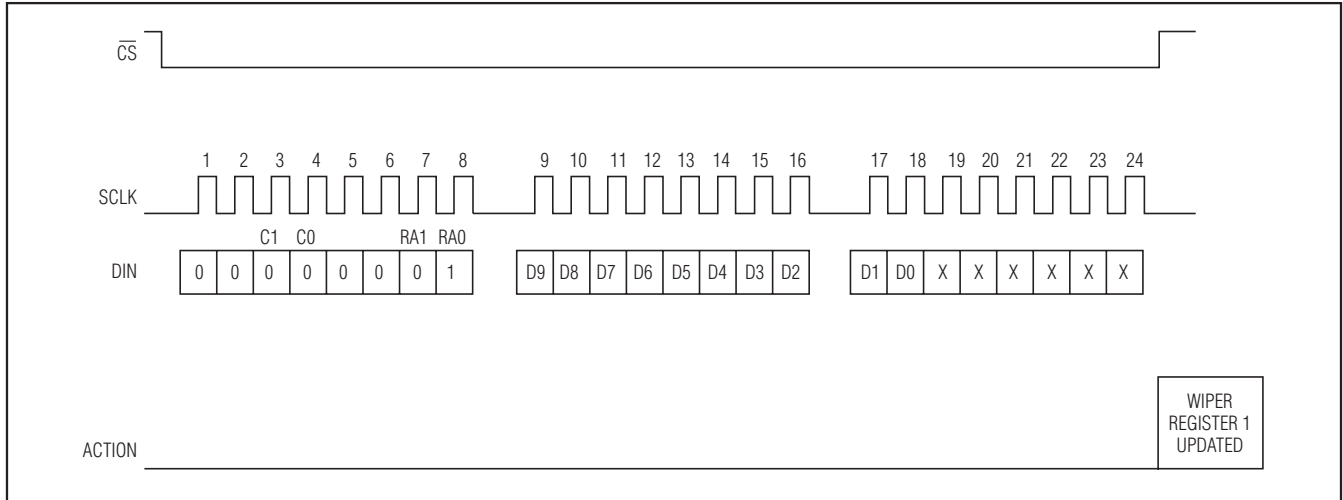 CS
1 2 3 4 5 6 7 8 9 10 11 12 13 14 15 16 17 18 19 20 21 22 23 24
SCLK
C1 C0 RA1 RA0
DIN 0 0 0 0 0 0 0 1 D9 D8 D7 D6 D5 D4 D3 D2 D1 D0 X X X X X X
WIPER
REGISTER 1
UPDATED
ACTION